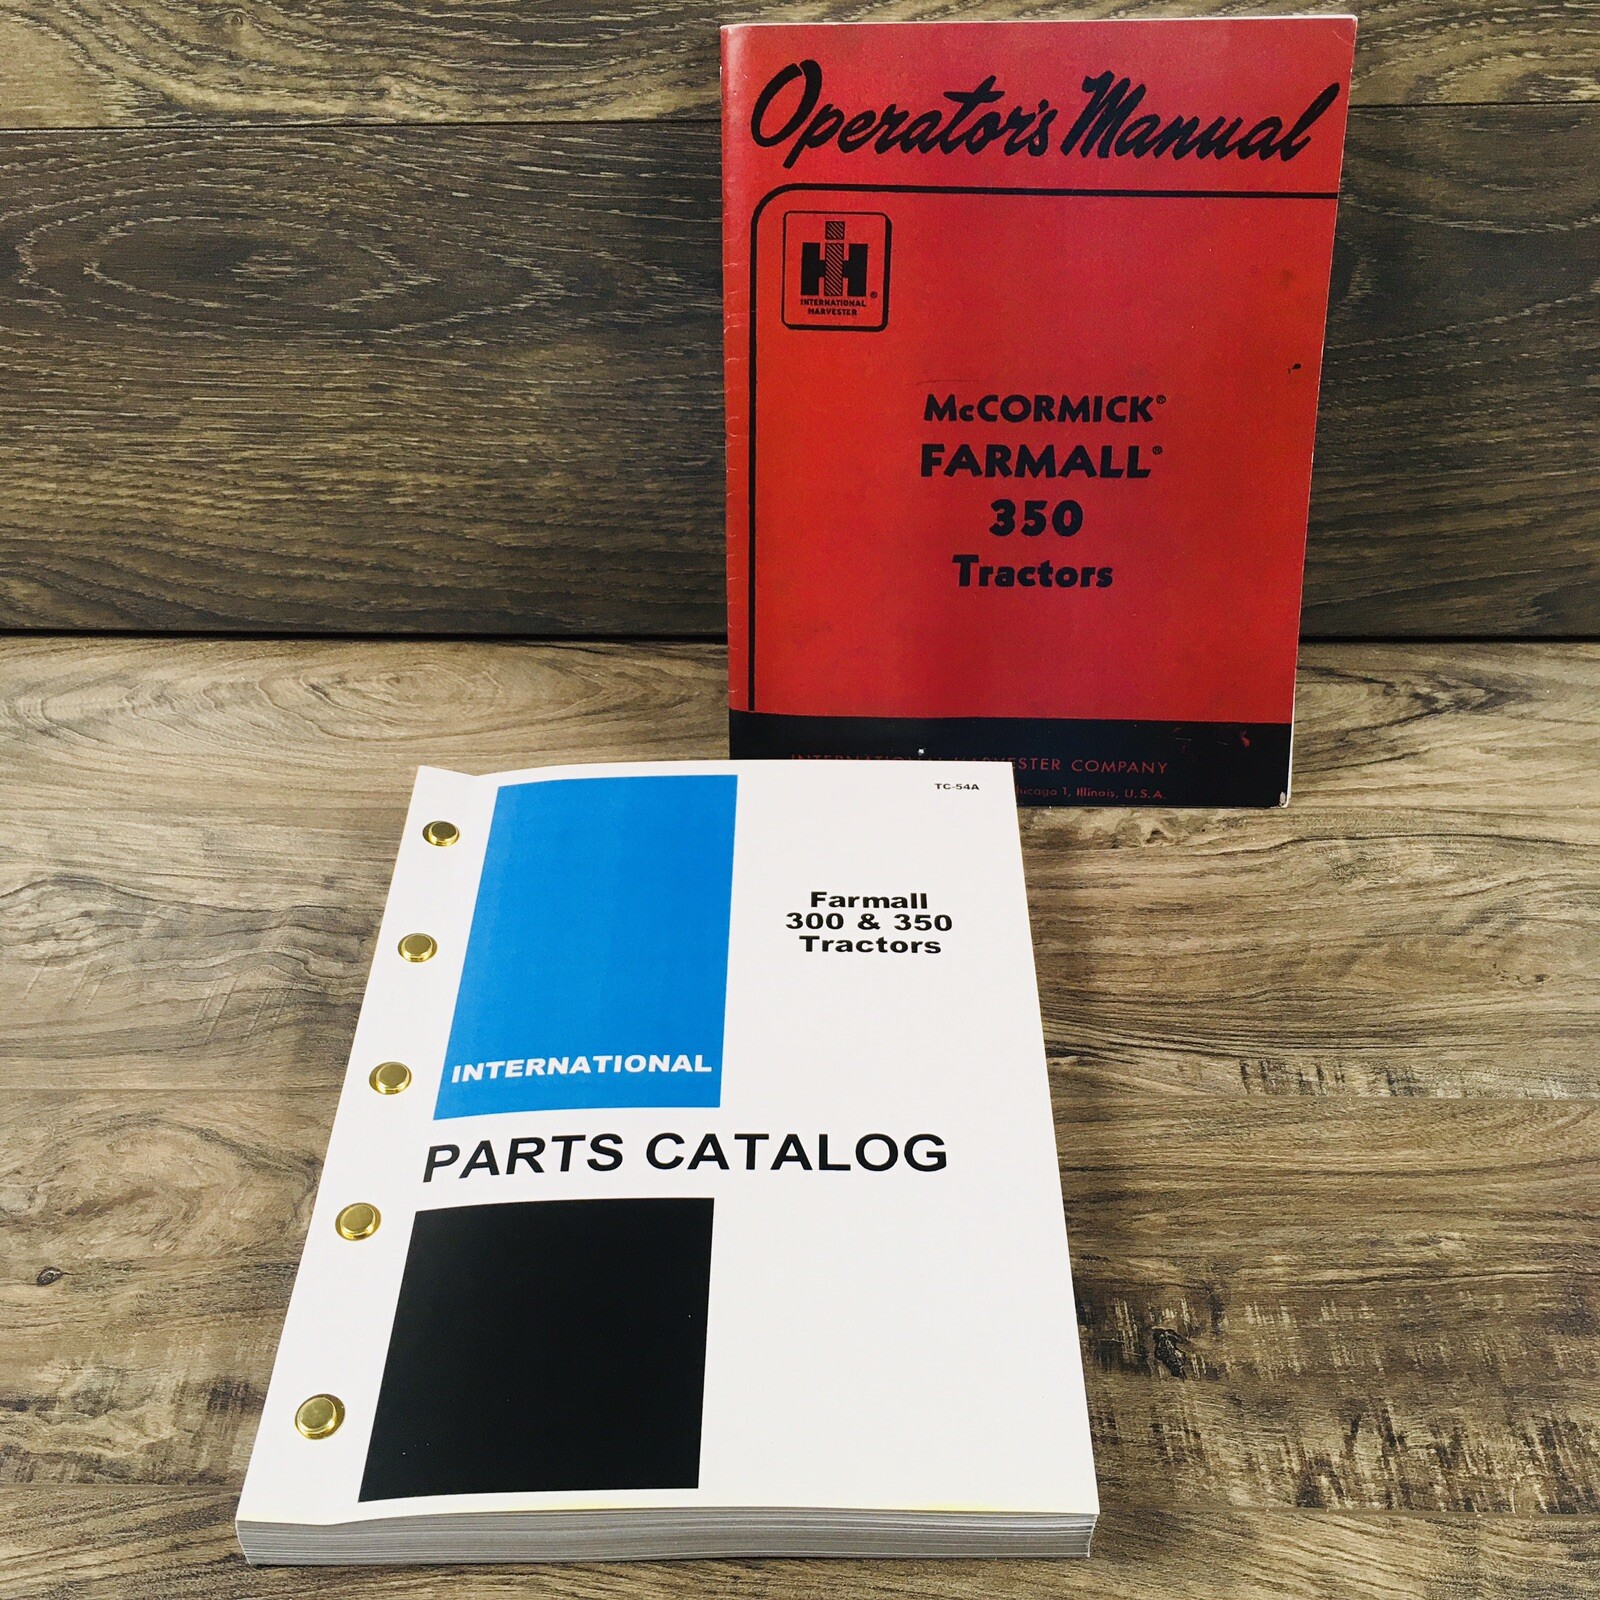 Operator's Manual
INTERNATIONAL
HARVESTER
®
McCORMICK®
FARMALL®
350
Tractors
INTERNATIONAL HARVESTER COMPANY
Chicago 1, Illinois, U.S.A.
TC-54A
Farmall
300 & 350
Tractors
INTERNATIONAL
PARTS CATALOG